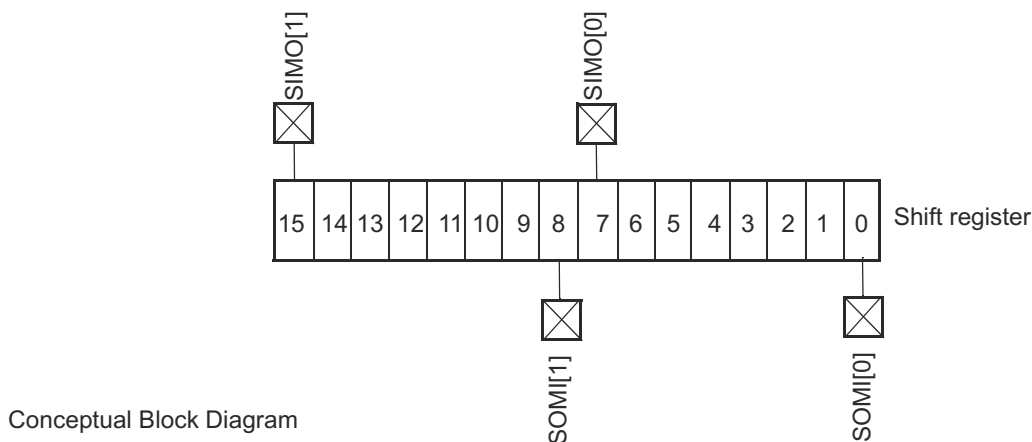 SIMO[1]
SIMO[0]
15 14 13 12 11 10 9 8 7 6 5 4 3 2 1 0
Shift register
SOMI[1]
SOMI[0]
Conceptual Block Diagram